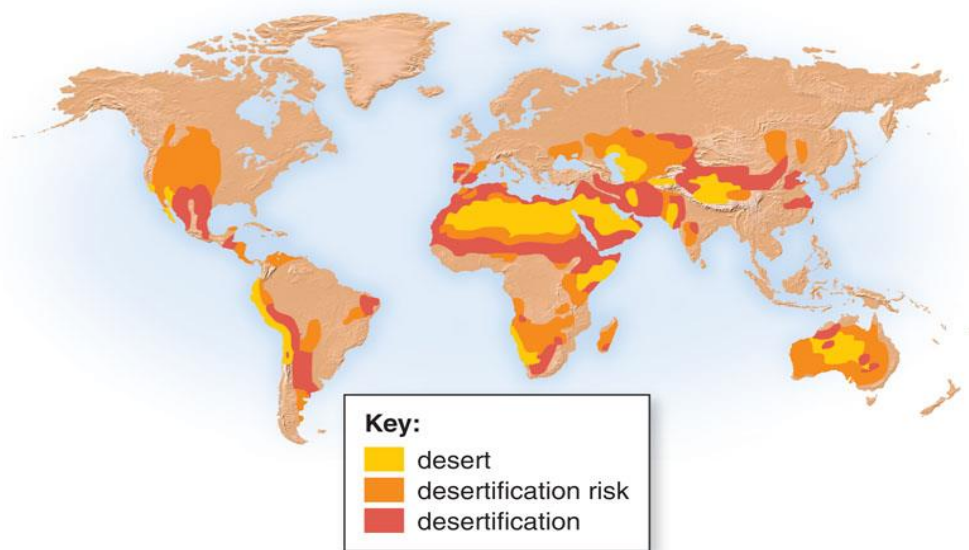 Key:
desert
desertification risk
desertification